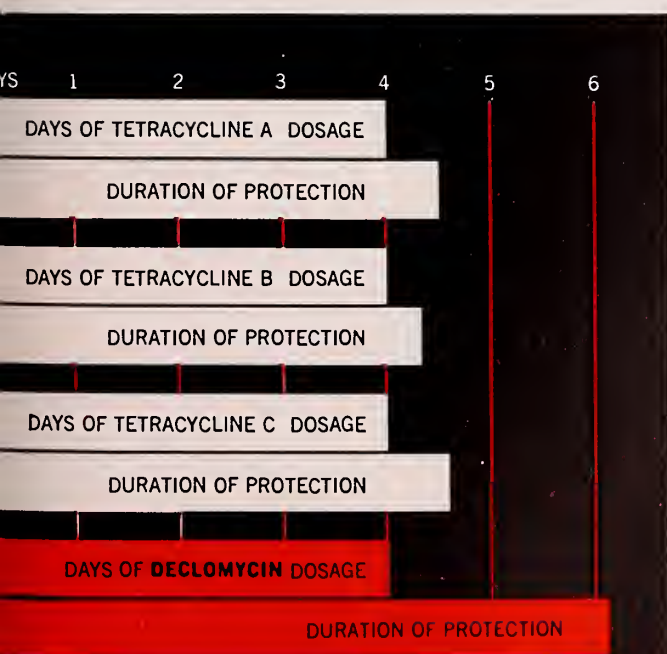 YS 1 2 3 4 5 6
DAYS OF TETRACYCLINE A DOSAGE
DURATION OF PROTECTION
DAYS OF TETRACYCLINE B DOSAGE
DURATION OF PROTECTION
DAYS OF TETRACYCLINE C DOSAGE
DURATION OF PROTECTION
DAYS OF DECLOMYCIN DOSAGE
DURATION OF PROTECTION